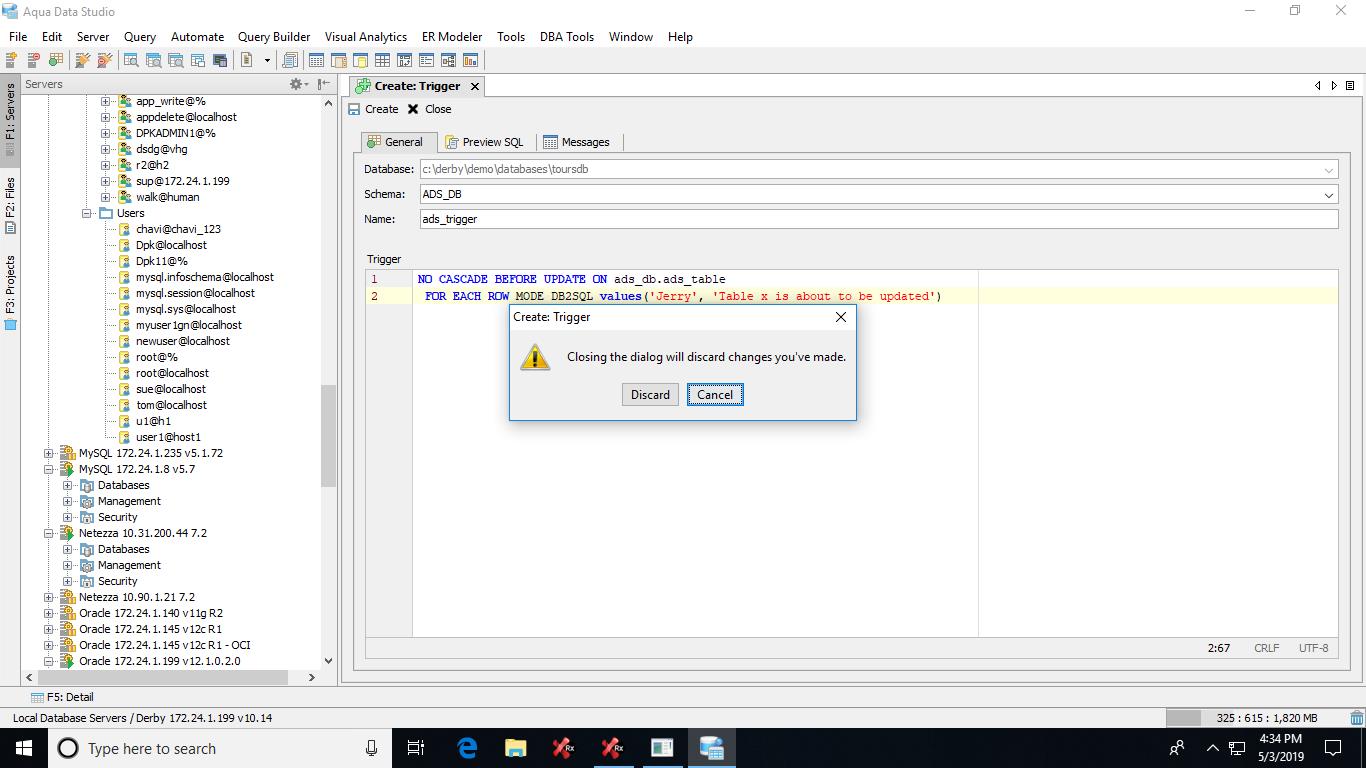 Aqua Data Studio
File Edit Server Query Automate Query Builder Visual Analytics ER Modeler Tools DBA Tools Window Help
F1: Servers
F2: Files
F3: Projects
Servers
app_write@%
appdelete@localhost
DPKADMIN1@%
dsdg@vhg
r2@h2
sup@172.24.1.199
walk@human
Users
chavi@chavi_123
Dpk@localhost
Dpk11@%
mysql.infoschema@localhost
mysql.session@localhost
mysql.sys@localhost
myuser1gn@localhost
newuser@localhost
root@%
root@localhost
sue@localhost
tom@localhost
u1@h1
user1@host1
MySQL 172.24.1.235 v5.1.72
MySQL 172.24.1.8 v5.7
Databases
Management
Security
Netezza 10.31.200.44 7.2
Databases
Management
Security
Netezza 10.90.1.21 7.2
Oracle 172.24.1.140 v11g R2
Oracle 172.24.1.145 v12c R1
Oracle 172.24.1.145 v12c R1 - OCI
Oracle 172.24.1.199 v12.1.0.2.0
Create: Trigger
Create Close
General Preview SQL Messages
Database: c:\derby\demo\databases\toursdb
Schema: ADS_DB
Name: ads_trigger
Trigger
1 NO CASCADE BEFORE UPDATE ON ads_db.ads_table
2 FOR EACH ROW MODE DB2SQL values('Jerry', 'Table x is about to be updated')
Create: Trigger
Closing the dialog will discard changes you've made.
Discard Cancel
2:67 CRLF UTF-8
F5: Detail
Local Database Servers / Derby 172.24.1.199 v10.14
325 : 615 : 1,820 MB
Type here to search
Rx
Rx
4:34 PM
5/3/2019